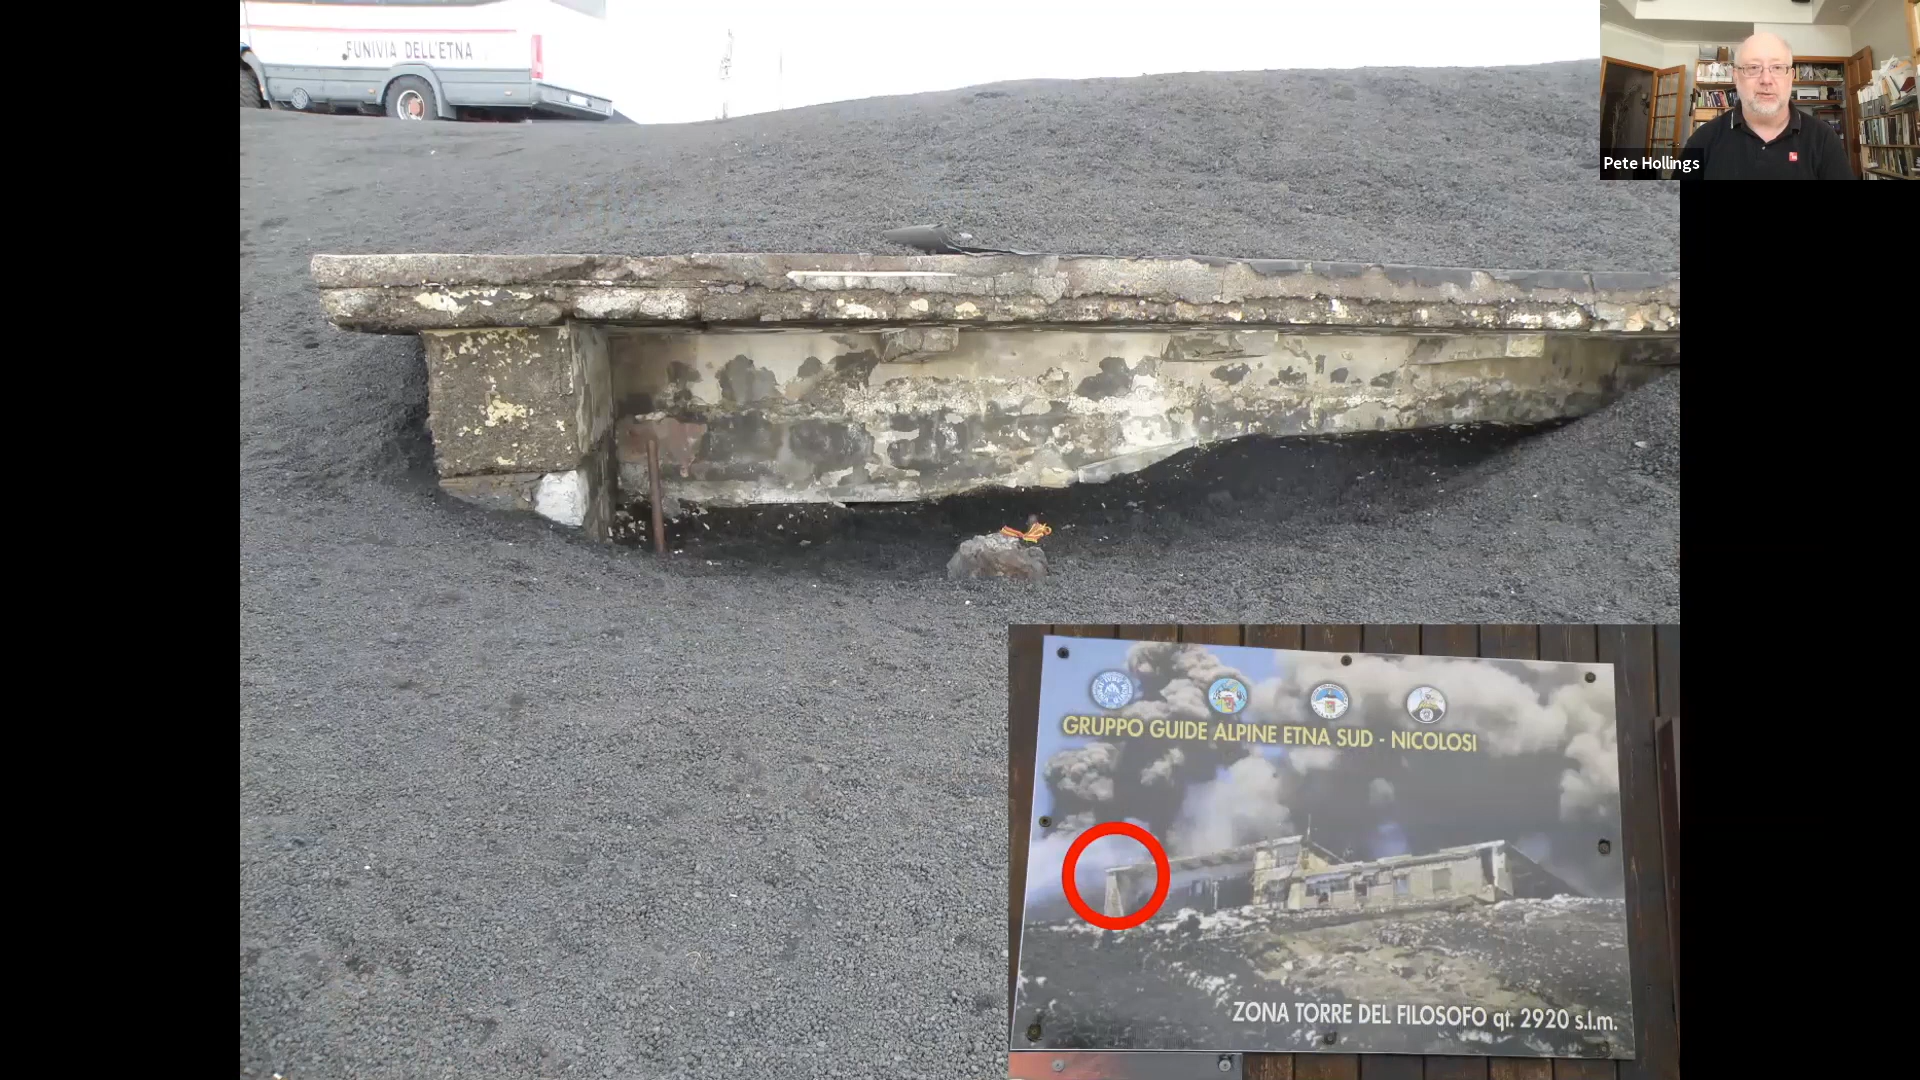 FUNIVIA DELL'ETNA
Pete Hollings
GRUPPO GUIDE ALPINE ETNA SUD - NICOLOSI
ZONA TORRE DEL FILOSOFO qt. 2920 s.l.m.